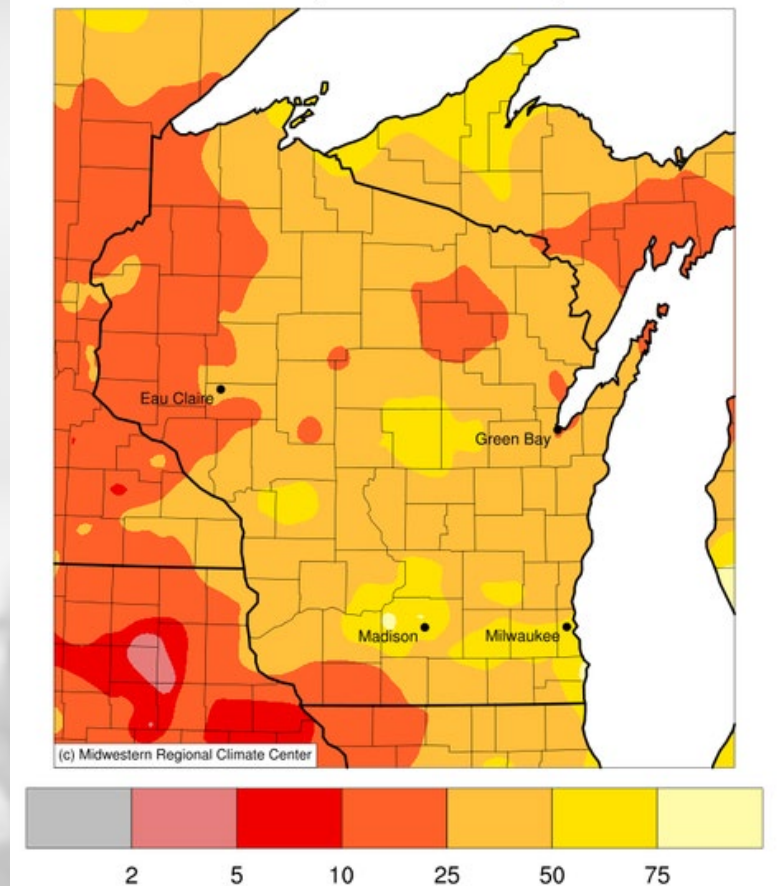 Eau Claire
Green Bay
Madison
Milwaukee
(c) Midwestern Regional Climate Center
2 5 10 25 50 75